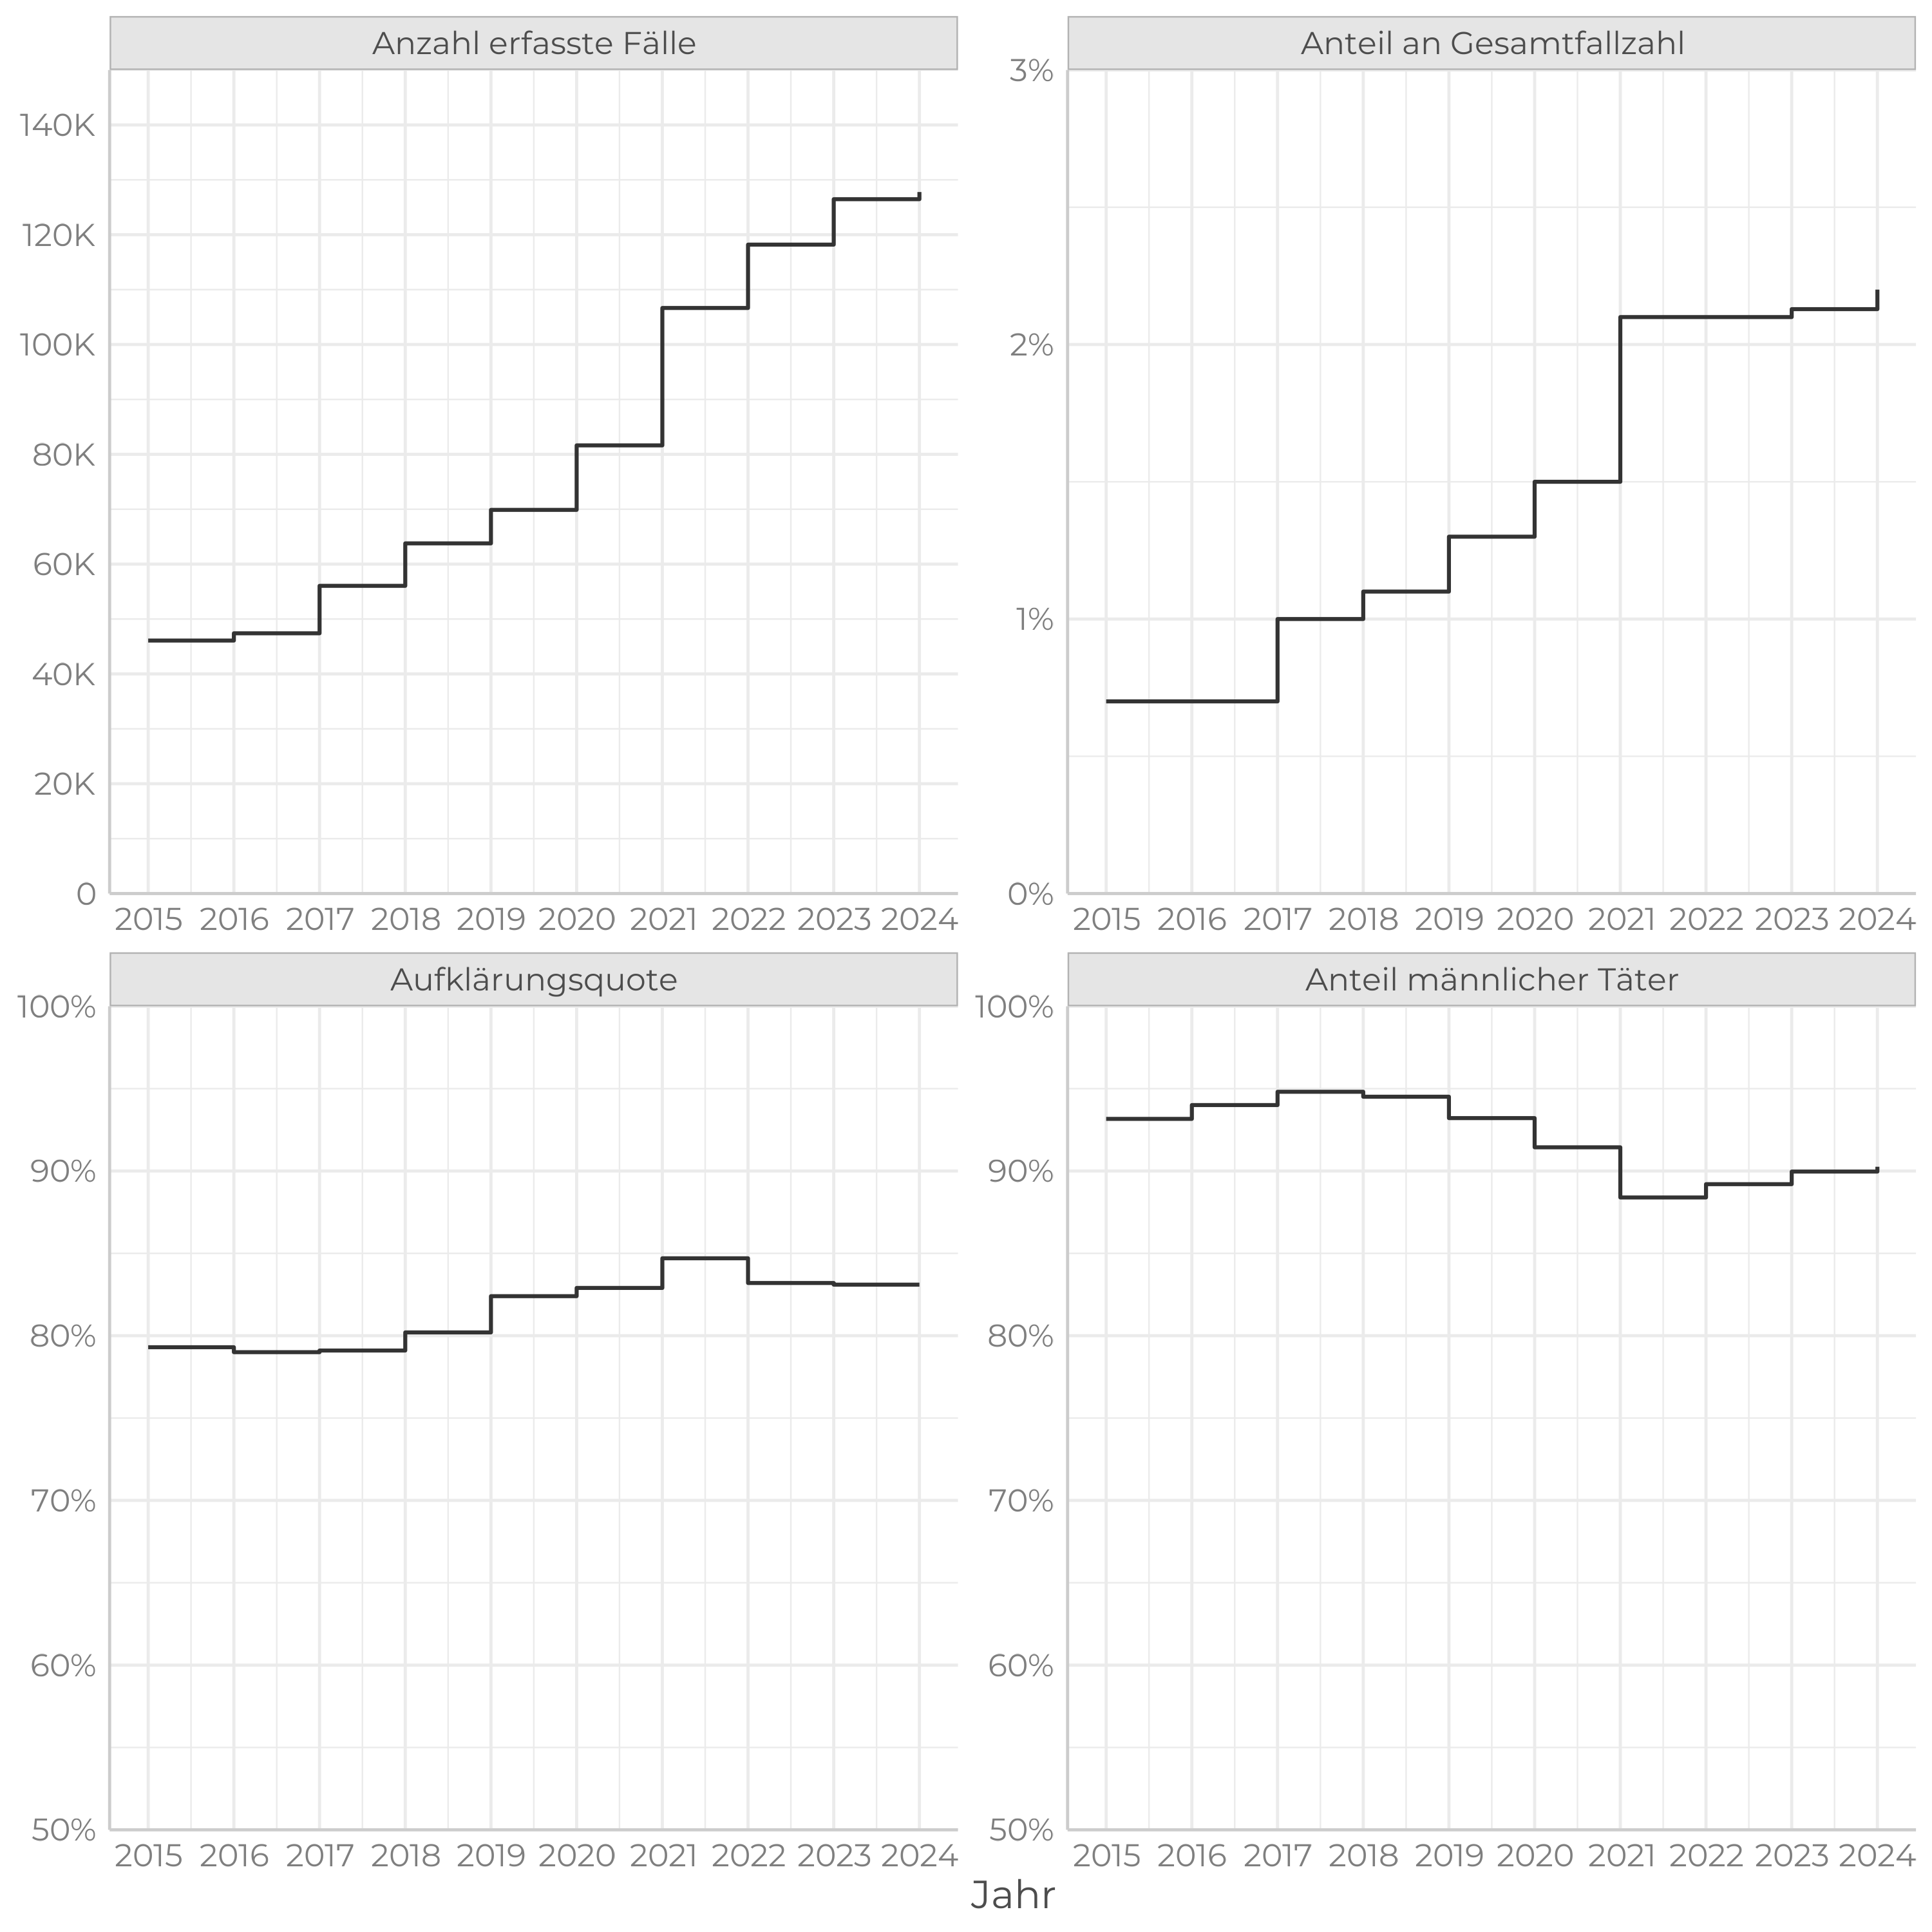 Anzahl erfasste Fälle
140K
120K
100K
80K
60K
40K
20K
0
2015 2016 2017 2018 2019 2020 2021 2022 2023 2024
Anteil an Gesamtfallzahl
3%
2%
1%
0%
2015 2016 2017 2018 2019 2020 2021 2022 2023 2024
Aufklärungsquote
100%
90%
80%
70%
60%
50%
2015 2016 2017 2018 2019 2020 2021 2022 2023 2024
Anteil männlicher Täter
100%
90%
80%
70%
60%
50%
2015 2016 2017 2018 2019 2020 2021 2022 2023 2024
Jahr